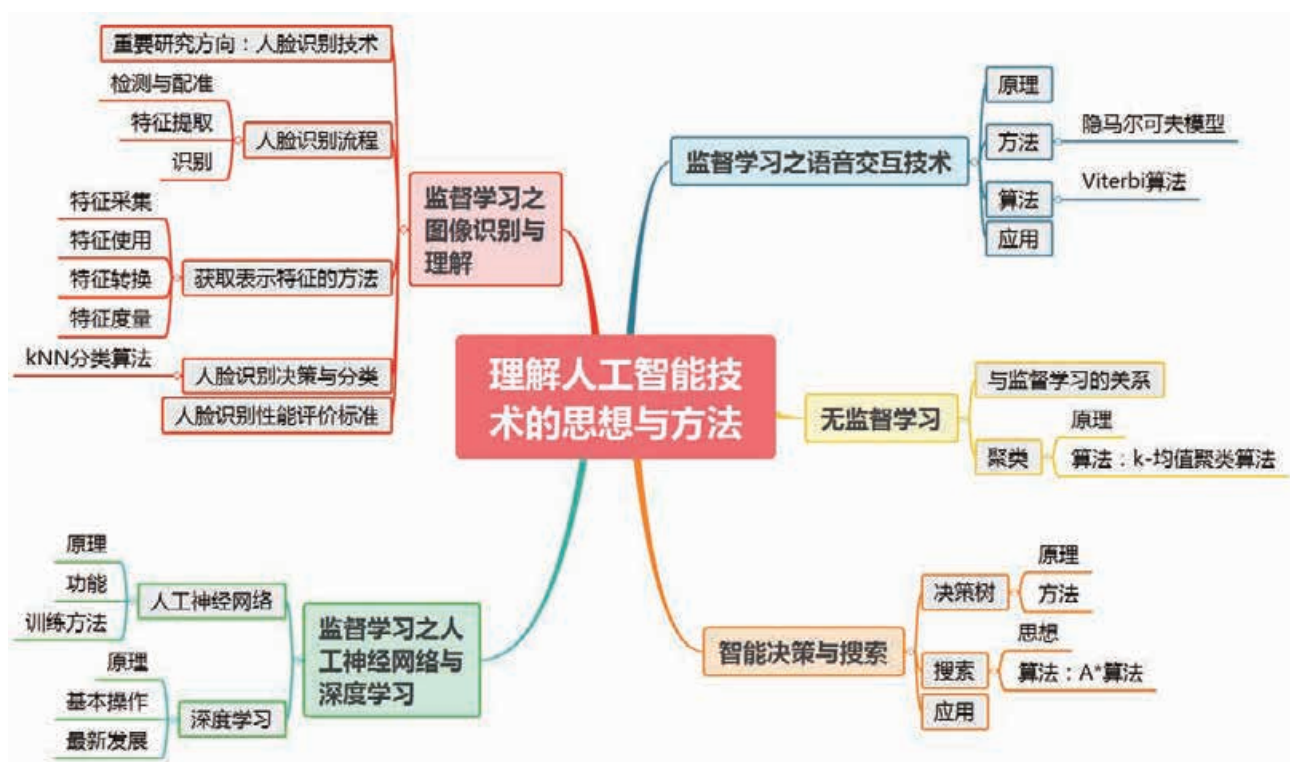 重要研究方向：人脸识别技术
检测与配准
特征提取
识别
人脸识别流程
特征采集
特征使用
特征转换
特征度量
获取表示特征的方法
kNN分类算法
人脸识别决策与分类
人脸识别性能评价标准
监督学习之
图像识别与
理解
监督学习之语音交互技术
原理
方法
隐马尔可夫模型
算法
Viterbi算法
应用
理解人工智能技
术的思想与方法
无监督学习
与监督学习的关系
聚类
原理
算法：k-均值聚类算法
原理
功能
训练方法
人工神经网络
原理
基本操作
最新发展
深度学习
监督学习之人
工神经网络与
深度学习
智能决策与搜索
决策树
原理
方法
搜索
思想
算法：A*算法
应用